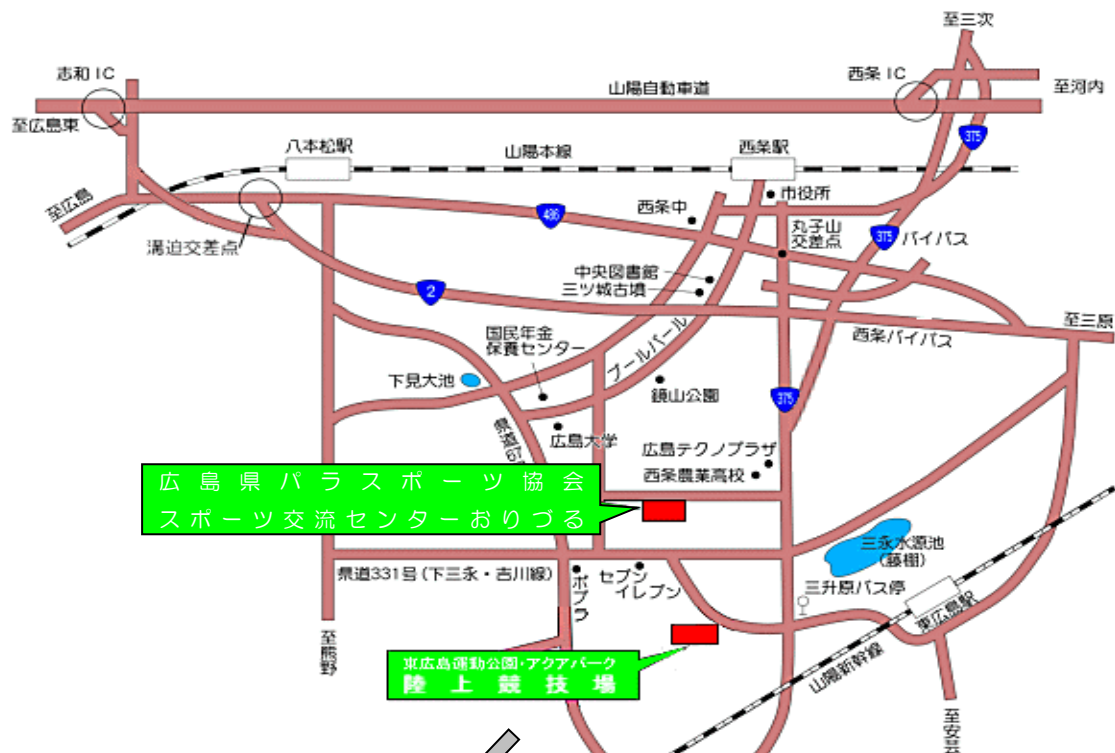 至三次
志和IC
西条IC
山陽自動車道
至河内
至広島東
375
八本松駅
山陽本線
西条駅
市役所
至広島
西条中
486
丸子山
交差点
375
バイパス
溝迫交差点
中央図書館
三ツ城古墳
2
至三原
西条バイパス
国民年金
保養センター
ブールバール
下見大池
鏡山公園
375
県道67
広島大学
広島テクノプラザ
西条農業高校
広島県パラスポーツ協会
スポーツ交流センターおりづる
三永水源池
(藤棚)
県道331号(下三永・吉川線)
ポプラ
セブン
イレブン
三升原バス停
東広島駅
至熊野
東広島運動公園・アクアパーク
陸上競技場
山陽新幹線
至安芸